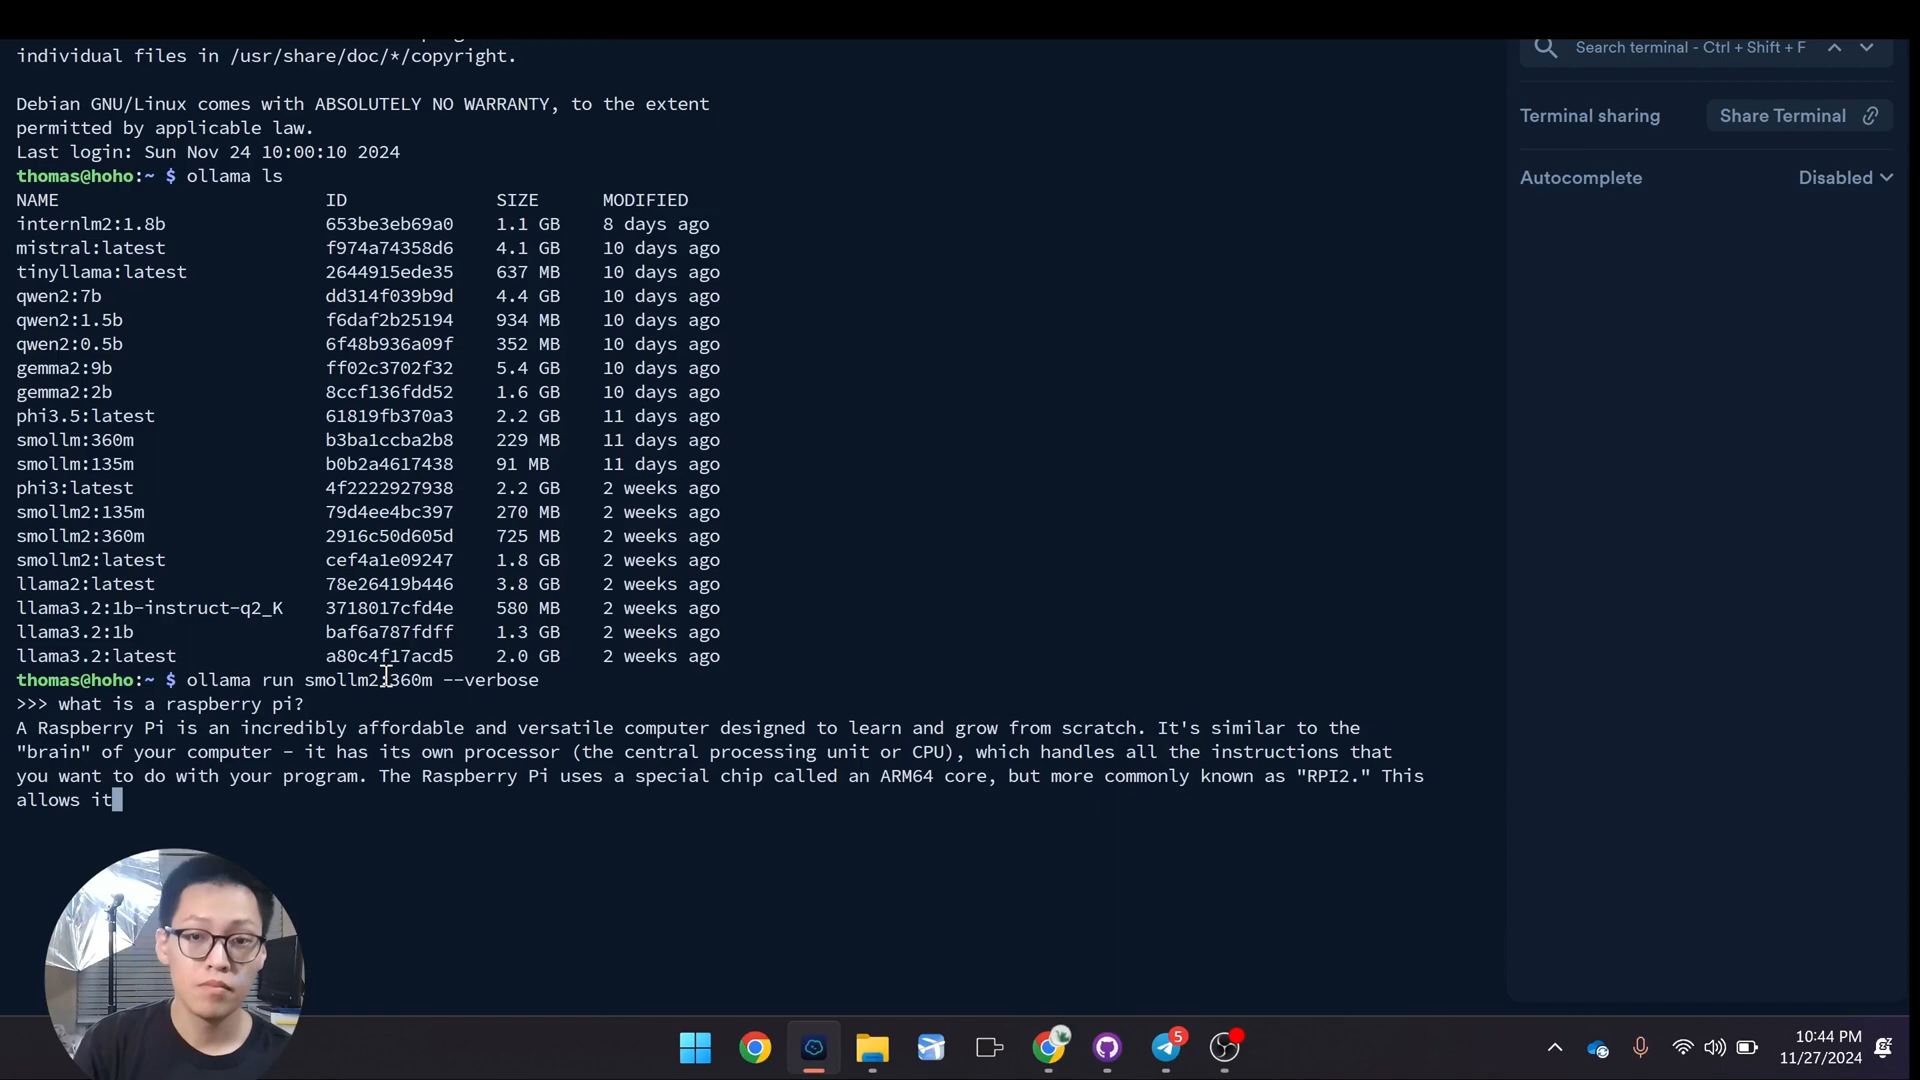 individual files in /usr/share/doc/*/copyright.
Debian GNU/Linux comes with ABSOLUTELY NO WARRANTY, to the extent
permitted by applicable law.
Last login: Sun Nov 24 10:00:10 2024
thomas@hoho:~ $ ollama ls
NAME ID SIZE MODIFIED
internlm2:1.8b 653be3eb69a0 1.1 GB 8 days ago
mistral:latest f974a74358d6 4.1 GB 10 days ago
tinyllama:latest 2644915ede35 637 MB 10 days ago
qwen2:7b dd314f039b9d 4.4 GB 10 days ago
qwen2:1.5b f6daf2b25194 934 MB 10 days ago
qwen2:0.5b 6f48b936a09f 352 MB 10 days ago
gemma2:9b ff02c3702f32 5.4 GB 10 days ago
gemma2:2b 8ccf136fdd52 1.6 GB 10 days ago
phi3.5:latest 61819fb370a3 2.2 GB 11 days ago
smollm:360m b3ba1ccba2b8 229 MB 11 days ago
smollm:135m b0b2a4617438 91 MB 11 days ago
phi3:latest 4f2222927938 2.2 GB 2 weeks ago
smollm2:135m 79d4ee4bc397 270 MB 2 weeks ago
smollm2:360m 2916c50d605d 725 MB 2 weeks ago
smollm2:latest cef4a1e09247 1.8 GB 2 weeks ago
llama2:latest 78e26419b446 3.8 GB 2 weeks ago
llama3.2:1b-instruct-q2_K 3718017cfd4e 580 MB 2 weeks ago
llama3.2:1b baf6a787fdff 1.3 GB 2 weeks ago
llama3.2:latest a80c4f17acd5 2.0 GB 2 weeks ago
thomas@hoho:~ $ ollama run smollm2:360m --verbose
>>> what is a raspberry pi?
A Raspberry Pi is an incredibly affordable and versatile computer designed to learn and grow from scratch. It's similar to the
"brain" of your computer - it has its own processor (the central processing unit or CPU), which handles all the instructions that
you want to do with your program. The Raspberry Pi uses a special chip called an ARM64 core, but more commonly known as "RPI2." This
allows it
Search terminal - Ctrl + Shift + F
Terminal sharing Share Terminal
Autocomplete Disabled
5
10:44 PM
11/27/2024